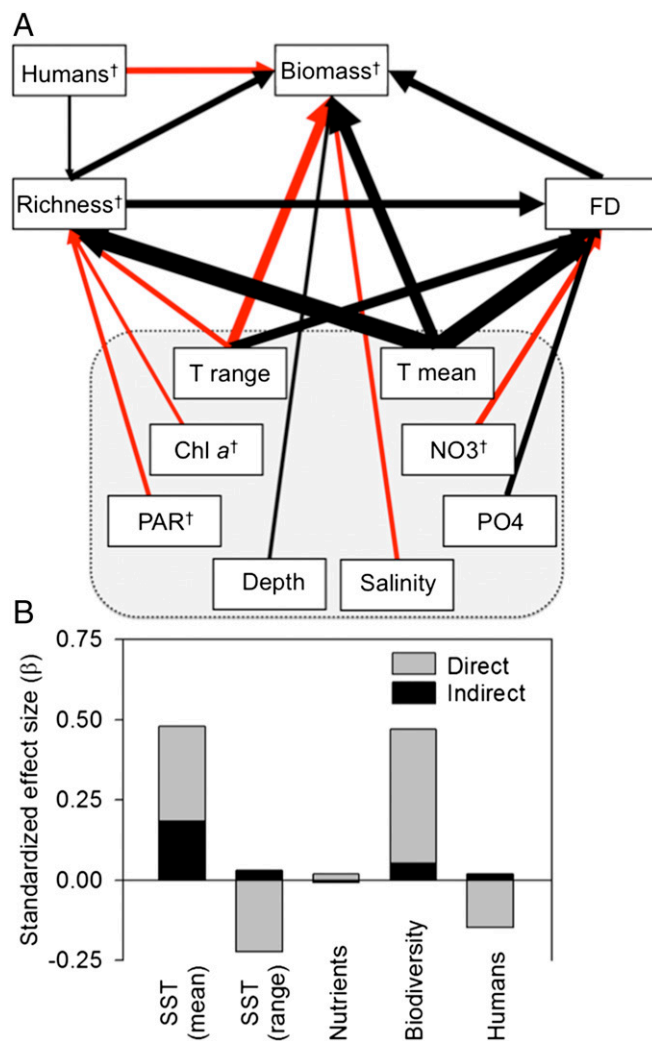 A
Humans†
Biomass†
Richness†
FD
T range
T mean
Chl a†
NO3†
PAR†
PO4
Depth
Salinity
B
Standardized effect size (β)
0.75
0.50
0.25
0.00
-0.25
Direct
Indirect
SST
(mean)
SST
(range)
Nutrients
Biodiversity
Humans